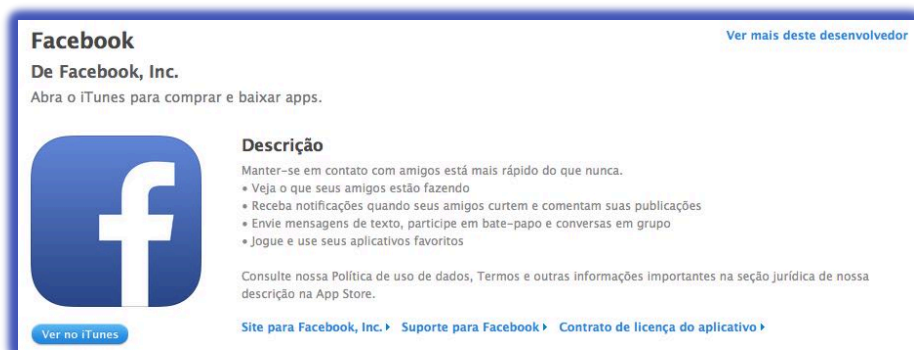 Facebook
Ver mais deste desenvolvedor
De Facebook, Inc.
Abra o iTunes para comprar e baixar apps.
Descrição
Manter-se em contato com amigos está mais rápido do que nunca.
• Veja o que seus amigos estão fazendo
• Receba notificações quando seus amigos curtem e comentam suas publicações
• Envie mensagens de texto, participe em bate-papo e conversas em grupo
• Jogue e use seus aplicativos favoritos
Consulte nossa Política de uso de dados, Termos e outras informações importantes na seção jurídica de nossa
descrição na App Store.
f
Ver no iTunes
Site para Facebook, Inc. Suporte para Facebook Contrato de licença do aplicativo